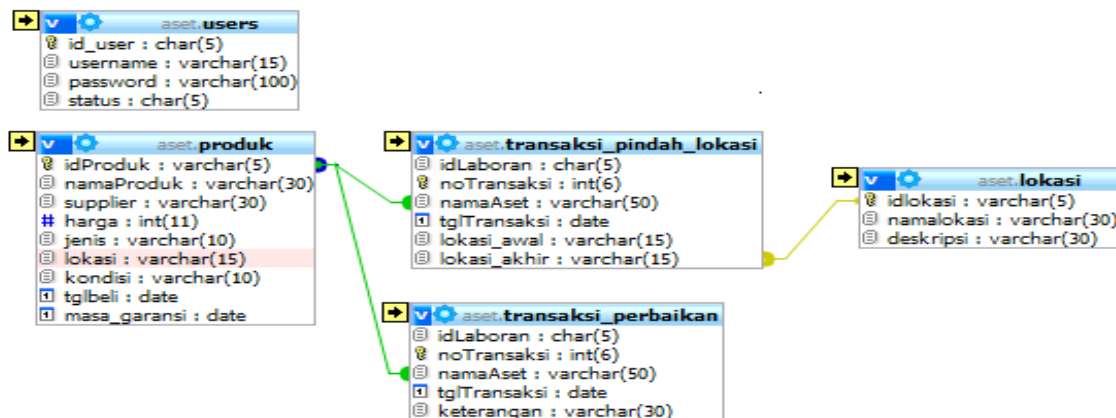 aset.users
id_user : char(5)
username : varchar(15)
password : varchar(100)
status : char(5)
aset.produk
idProduk : varchar(5)
namaProduk : varchar(30)
supplier : varchar(30)
# harga : int(11)
jenis : varchar(10)
lokasi : varchar(15)
kondisi : varchar(10)
tglbeli : date
masa_garansi : date
aset.transaksi_pindah_lokasi
idLaboran : char(5)
noTransaksi : int(6)
namaAset : varchar(50)
tglTransaksi : date
lokasi_awal : varchar(15)
lokasi_akhir : varchar(15)
aset.lokasi
idlokasi : varchar(5)
namalokasi : varchar(30)
deskripsi : varchar(30)
aset.transaksi_perbaikan
idLaboran : char(5)
noTransaksi : int(6)
namaAset : varchar(50)
tglTransaksi : date
keterangan : varchar(30)